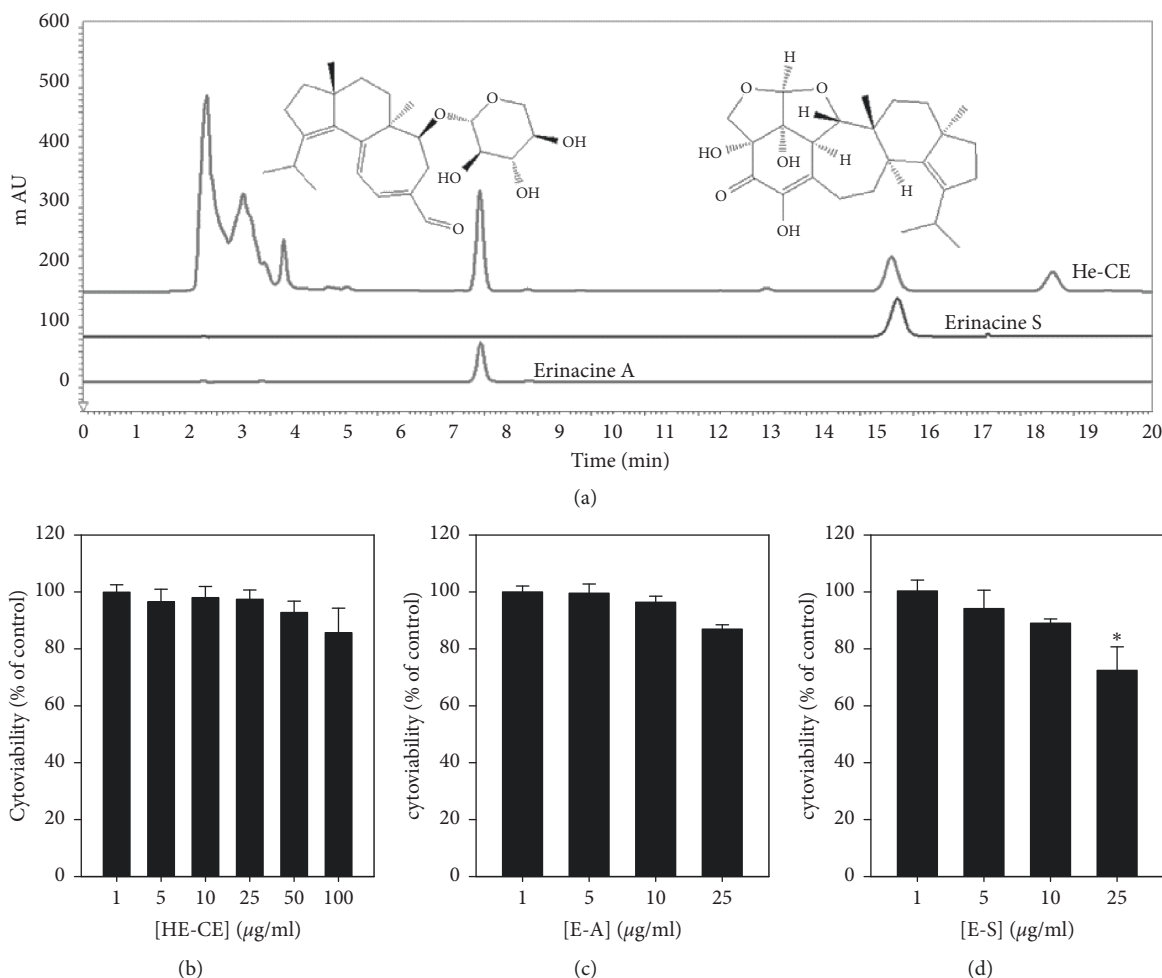 600
500
400
300
200
100
0
m AU
O
O
OH
HO
OH
O
H
O
O
H
HO
OH
H
O
OH
H
He-CE
Erinacine S
Erinacine A
0 1 2 3 4 5 6 7 8 9 10 11 12 13 14 15 16 17 18 19 20
Time (min)
(a)
120
100
80
60
40
20
0
Cytoviability (% of control)
1 5 10 25 50 100
[HE-CE] (μg/ml)
(b)
120
100
80
60
40
20
0
cytoviability (% of control)
1 5 10 25
[E-A] (μg/ml)
(c)
120
100
80
60
40
20
0
cytoviability (% of control)
*
1 5 10 25
[E-S] (μg/ml)
(d)